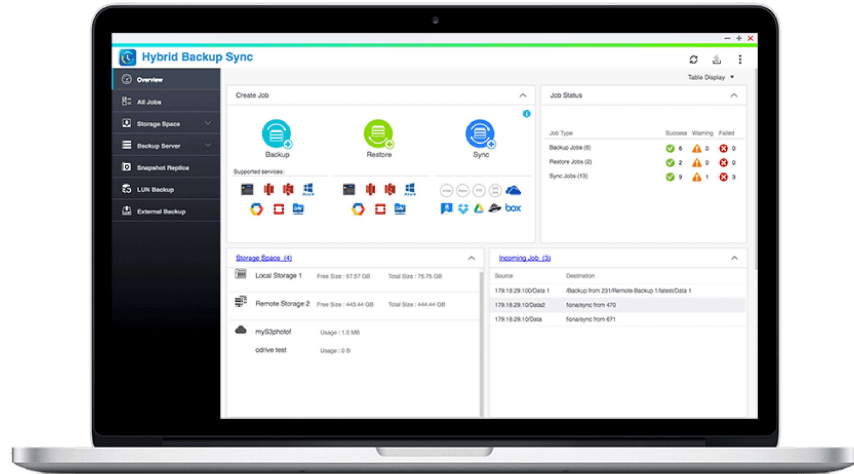 Hybrid Backup Sync
Table Display
Overview
All Jobs
Storage Space
Backup Server
Snapshot Replica
LUN Backup
External Backup
Create Job
Backup
Restore
Sync
Supported services:
Azure
Azure
box
Job Status
Job Type Success Warning Failed
Backup Jobs (6) 6 0 0
Restore Jobs (2) 2 0 0
Sync Jobs (13) 9 1 3
Storage Space (4)
Local Storage 1 Free Size : 57.57 GB Total Size : 75.75 GB
Remote Storage 2 Free Size : 443.44 GB Total Size : 444.44 GB
myS3photof Usage : 1.0 MB
odrive test Usage : 0 B
Incoming Job (3)
Source Destination
179.16.29.100/Data 1 /Backup from 231/Remote Backup 1/latest/Data 1
179.16.29.10/Data2 fiona/sync from 470
179.16.29.10/Data fiona/sync from 671